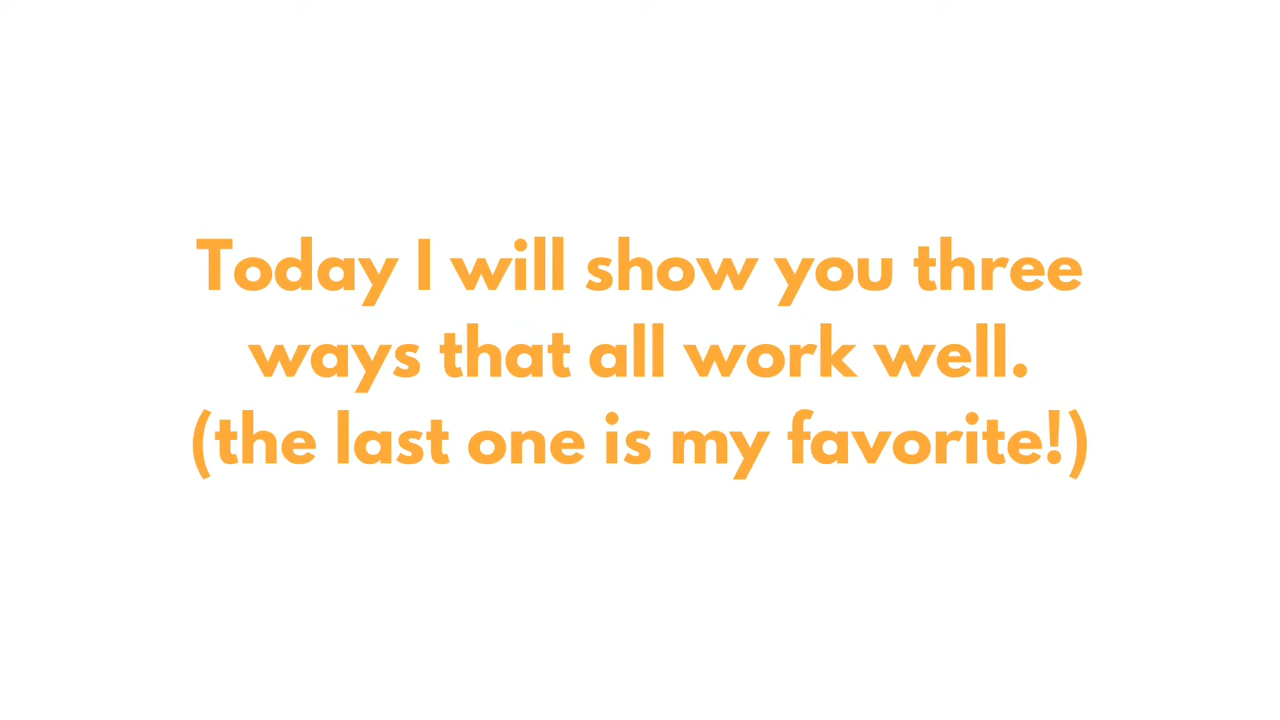 Today I will show you three
ways that all work well.
(the last one is my favorite!)